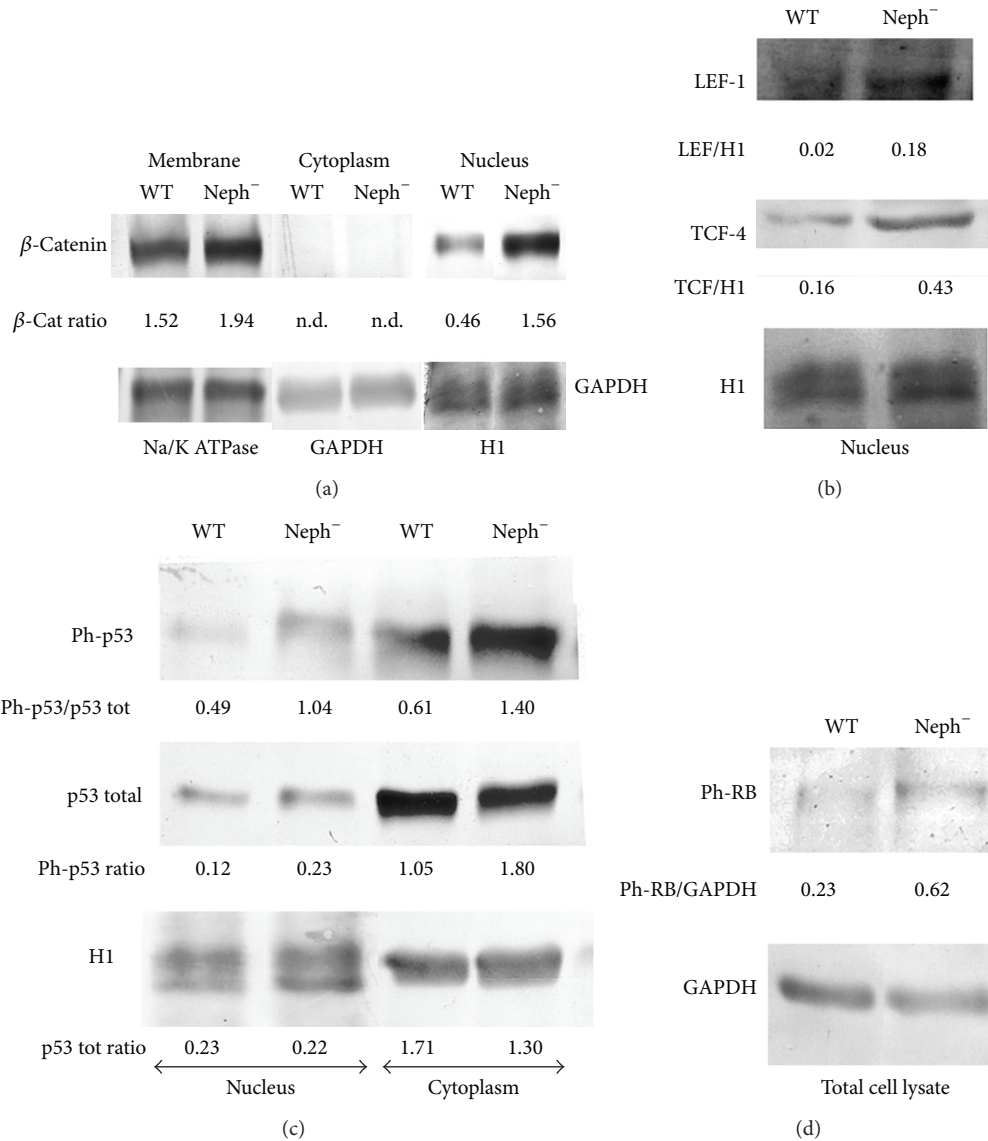 Membrane Cytoplasm Nucleus
WT Neph⁻ WT Neph⁻ WT Neph⁻
β-Catenin
β-Cat ratio 1.52 1.94 n.d. n.d. 0.46 1.56
GAPDH
Na/K ATPase GAPDH H1
(a)
WT Neph⁻
LEF-1
LEF/H1 0.02 0.18
TCF-4
TCF/H1 0.16 0.43
H1
Nucleus
(b)
WT Neph⁻ WT Neph⁻
Ph-p53
Ph-p53/p53 tot 0.49 1.04 0.61 1.40
p53 total
Ph-p53 ratio 0.12 0.23 1.05 1.80
H1
p53 tot ratio 0.23 0.22 1.71 1.30
Nucleus Cytoplasm
(c)
WT Neph⁻
Ph-RB
Ph-RB/GAPDH 0.23 0.62
GAPDH
Total cell lysate
(d)